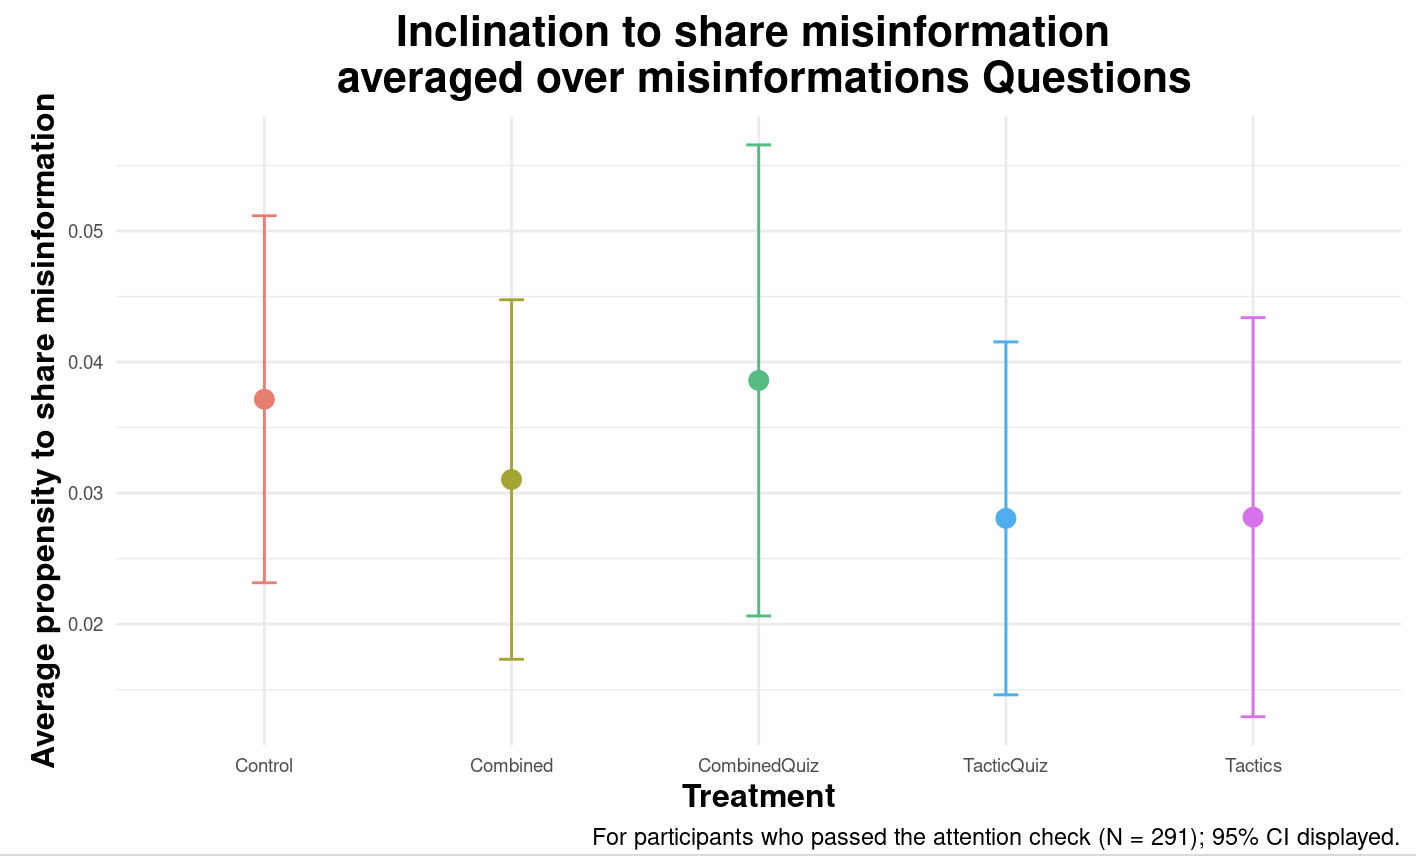 Inclination to share misinformation
averaged over misinformations Questions
Average propensity to share misinformation
0.05
0.04
0.03
0.02
Control
Combined
CombinedQuiz
TacticQuiz
Tactics
Treatment
For participants who passed the attention check (N = 291); 95% CI displayed.